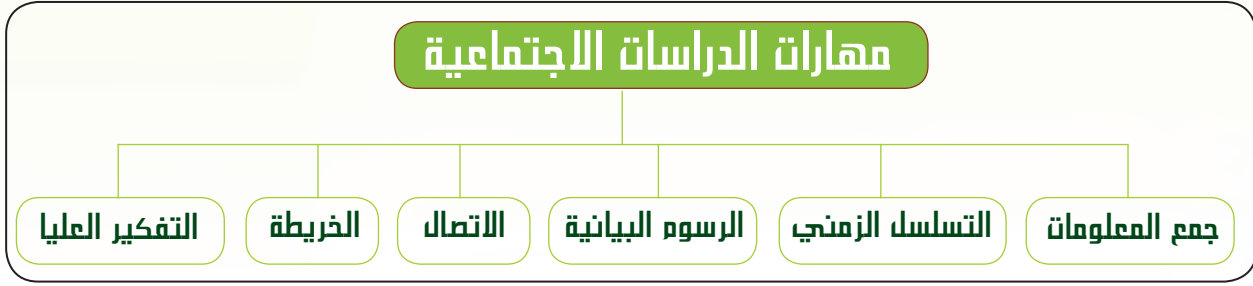 مهارات الدراسات الاجتماعية
جمع المعلومات
التسلسل الزمني
الرسوم البيانية
الاتصال
الخريطة
التفكير العليا